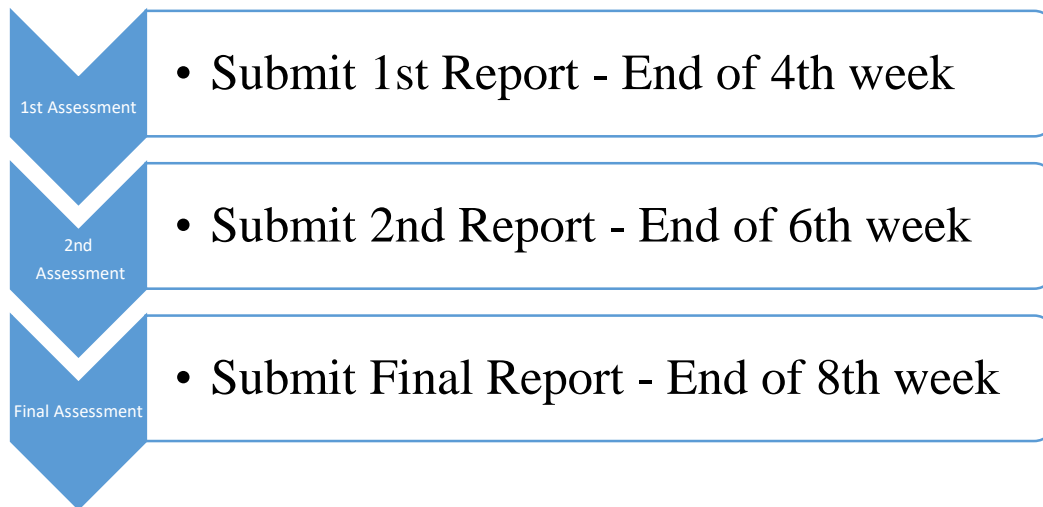 1st Assessment
• Submit 1st Report - End of 4th week
2nd
Assessment
• Submit 2nd Report - End of 6th week
Final Assessment
• Submit Final Report - End of 8th week